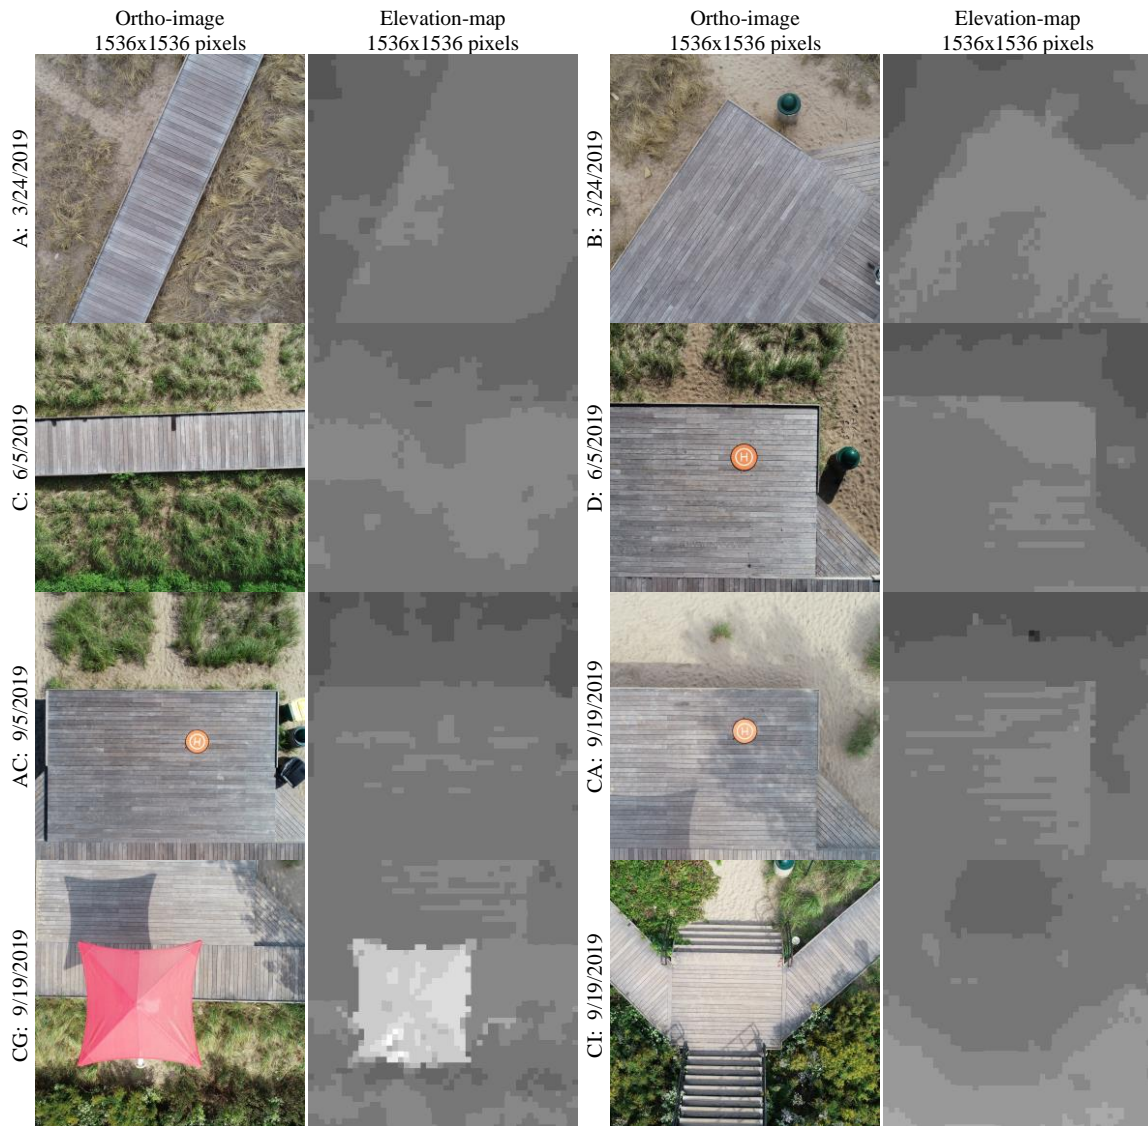 Ortho-image
1536x1536 pixels
Elevation-map
1536x1536 pixels
Ortho-image
1536x1536 pixels
Elevation-map
1536x1536 pixels
A: 3/24/2019
B: 3/24/2019
C: 6/5/2019
H
D: 6/5/2019
AC: 9/5/2019
H
CA: 9/19/2019
H
CG: 9/19/2019
CI: 9/19/2019